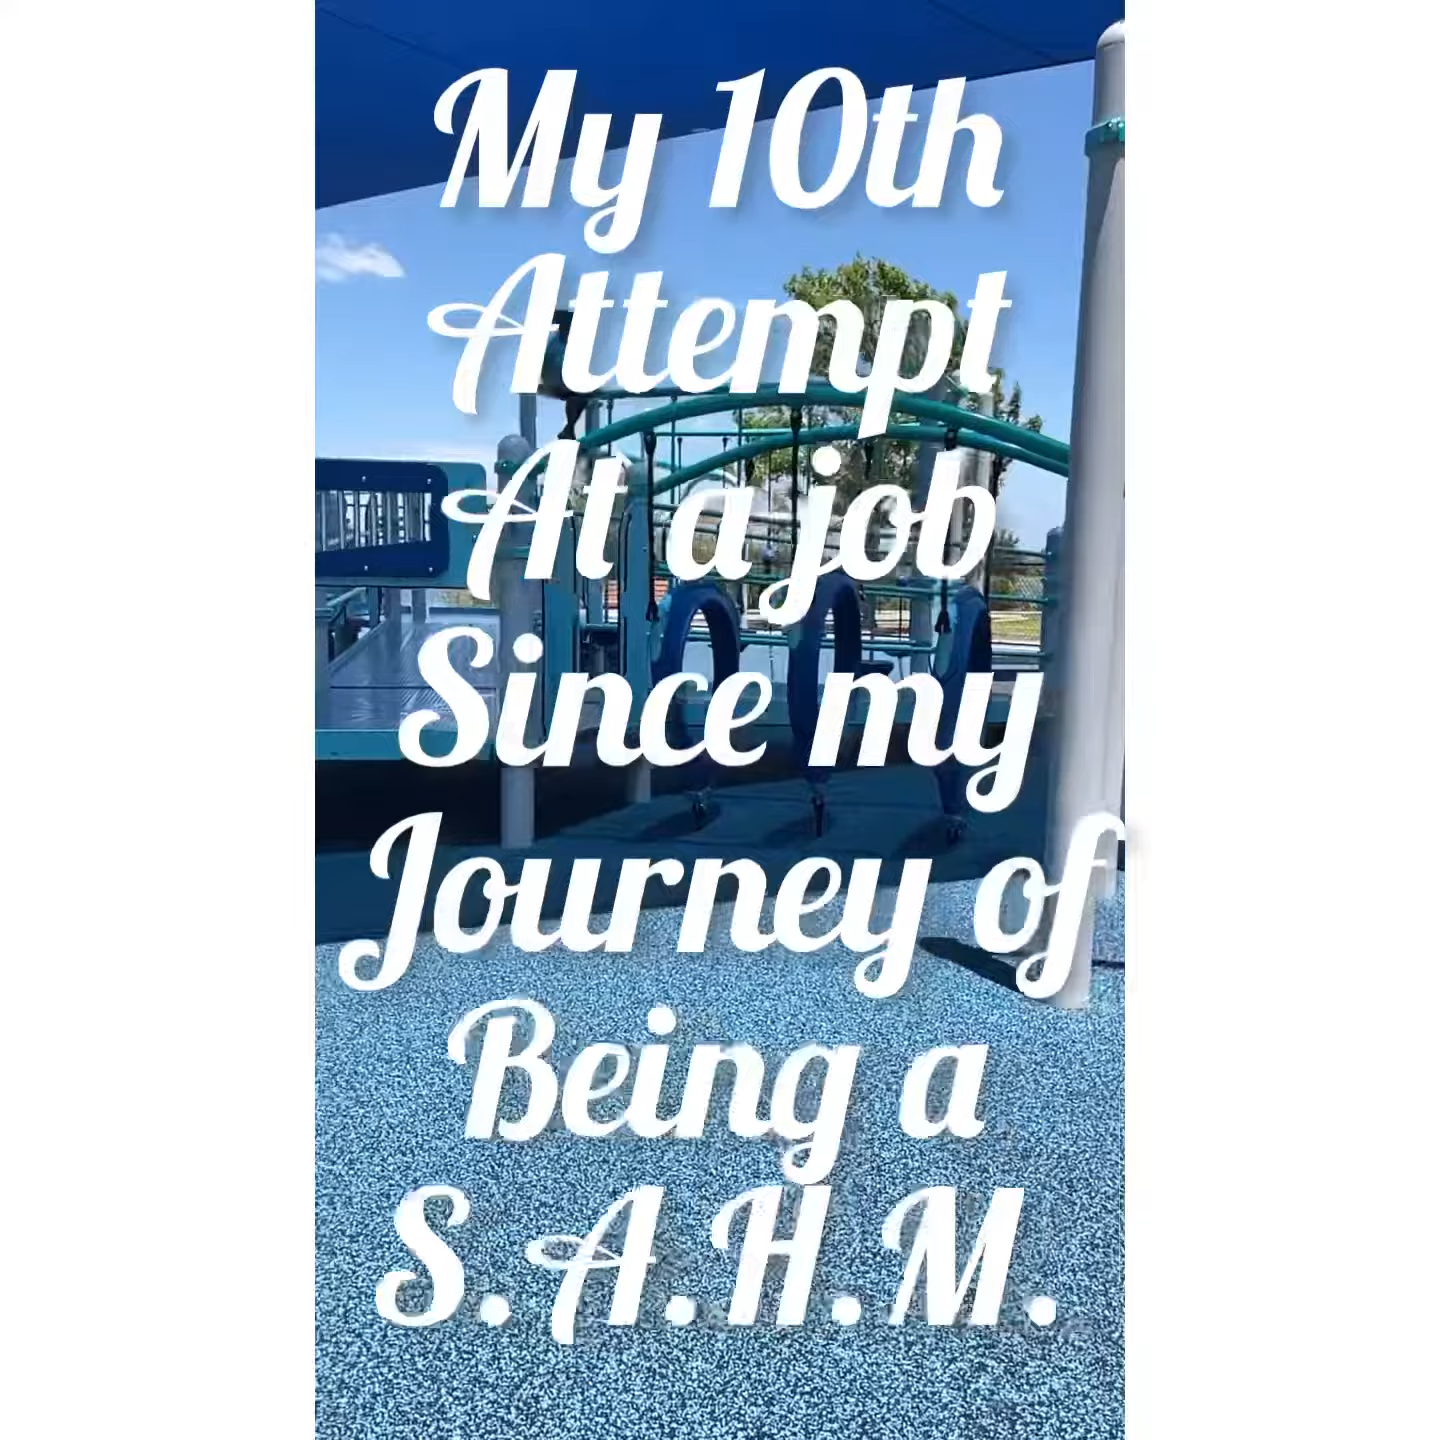 My 10th
Attempt
At a job
Since my
Journey of
Being a
S.A.H.M.